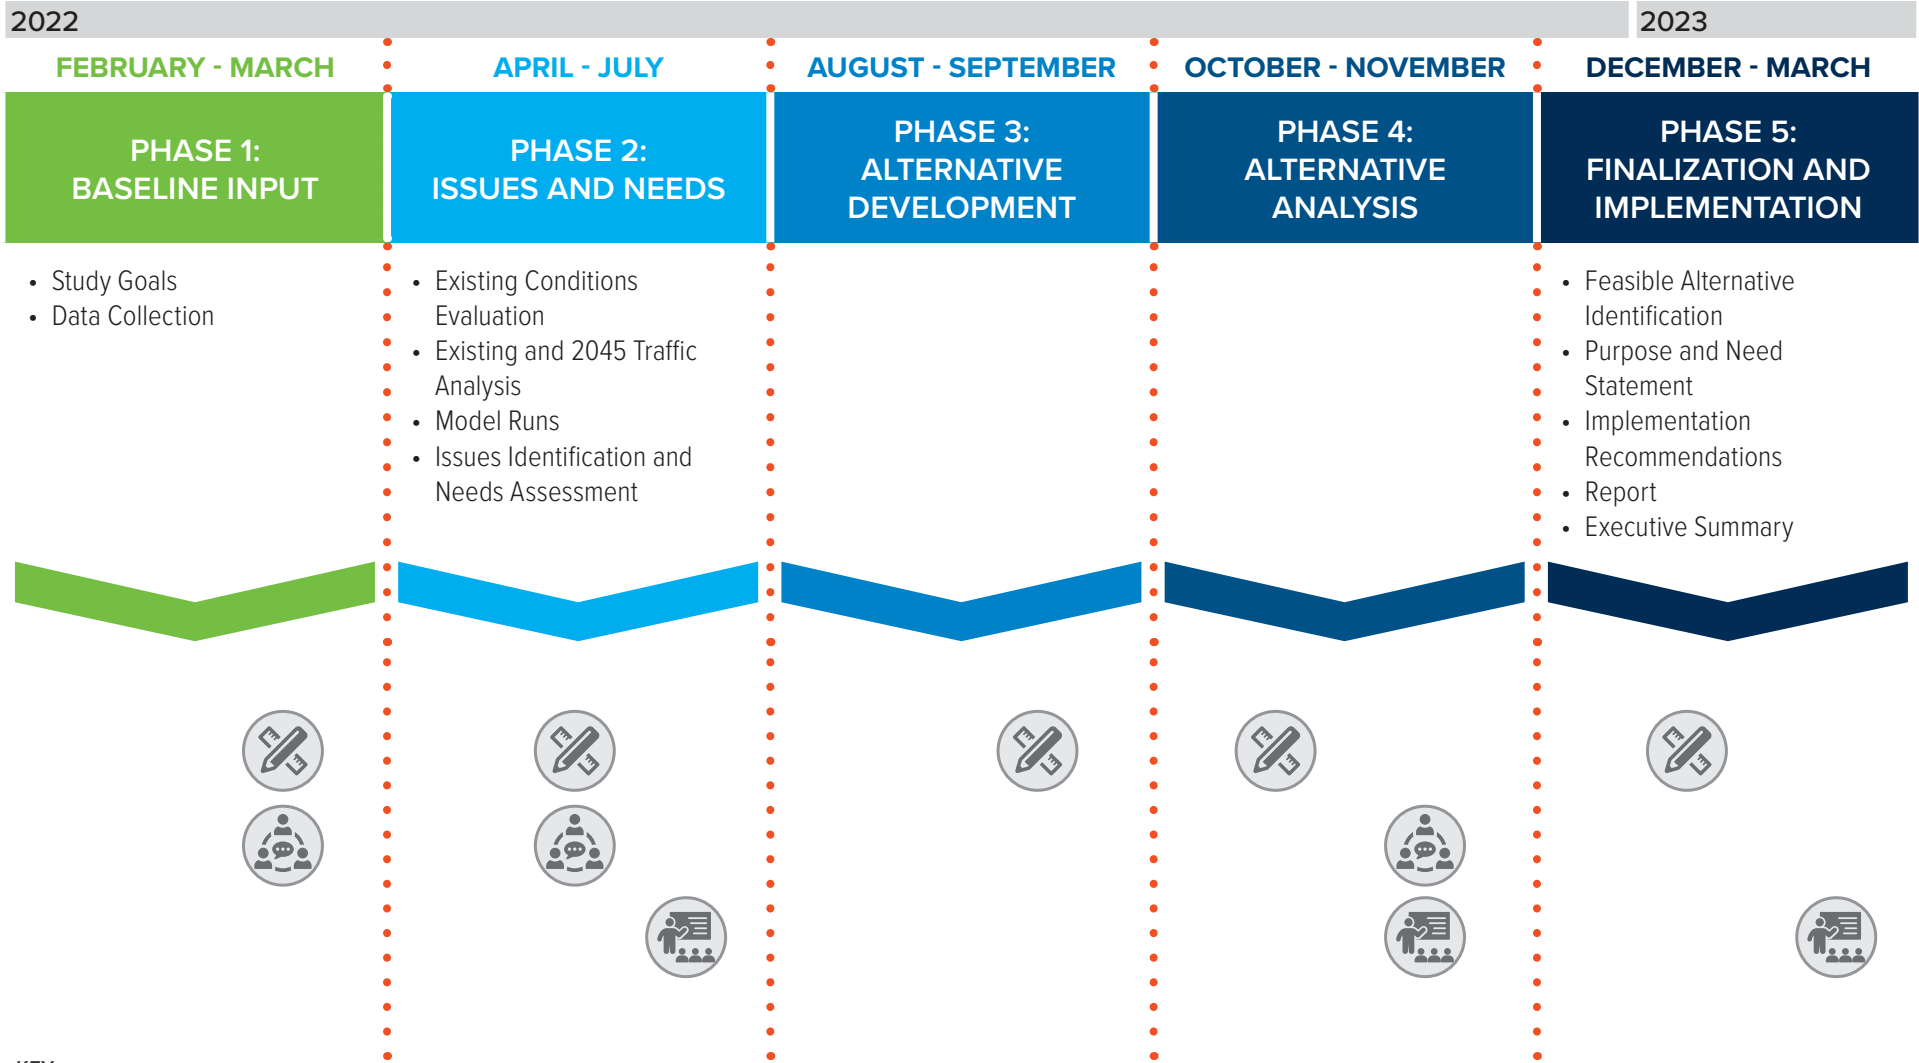 2022
2023
FEBRUARY - MARCH
APRIL - JULY
AUGUST - SEPTEMBER
OCTOBER - NOVEMBER
DECEMBER - MARCH
PHASE 1:
BASELINE INPUT
PHASE 2:
ISSUES AND NEEDS
PHASE 3:
ALTERNATIVE
DEVELOPMENT
PHASE 4:
ALTERNATIVE
ANALYSIS
PHASE 5:
FINALIZATION AND
IMPLEMENTATION
• Study Goals
• Data Collection
• Existing Conditions
Evaluation
• Existing and 2045 Traffic
Analysis
• Model Runs
• Issues Identification and
Needs Assessment
• Feasible Alternative
Identification
• Purpose and Need
Statement
• Implementation
Recommendations
• Report
• Executive Summary